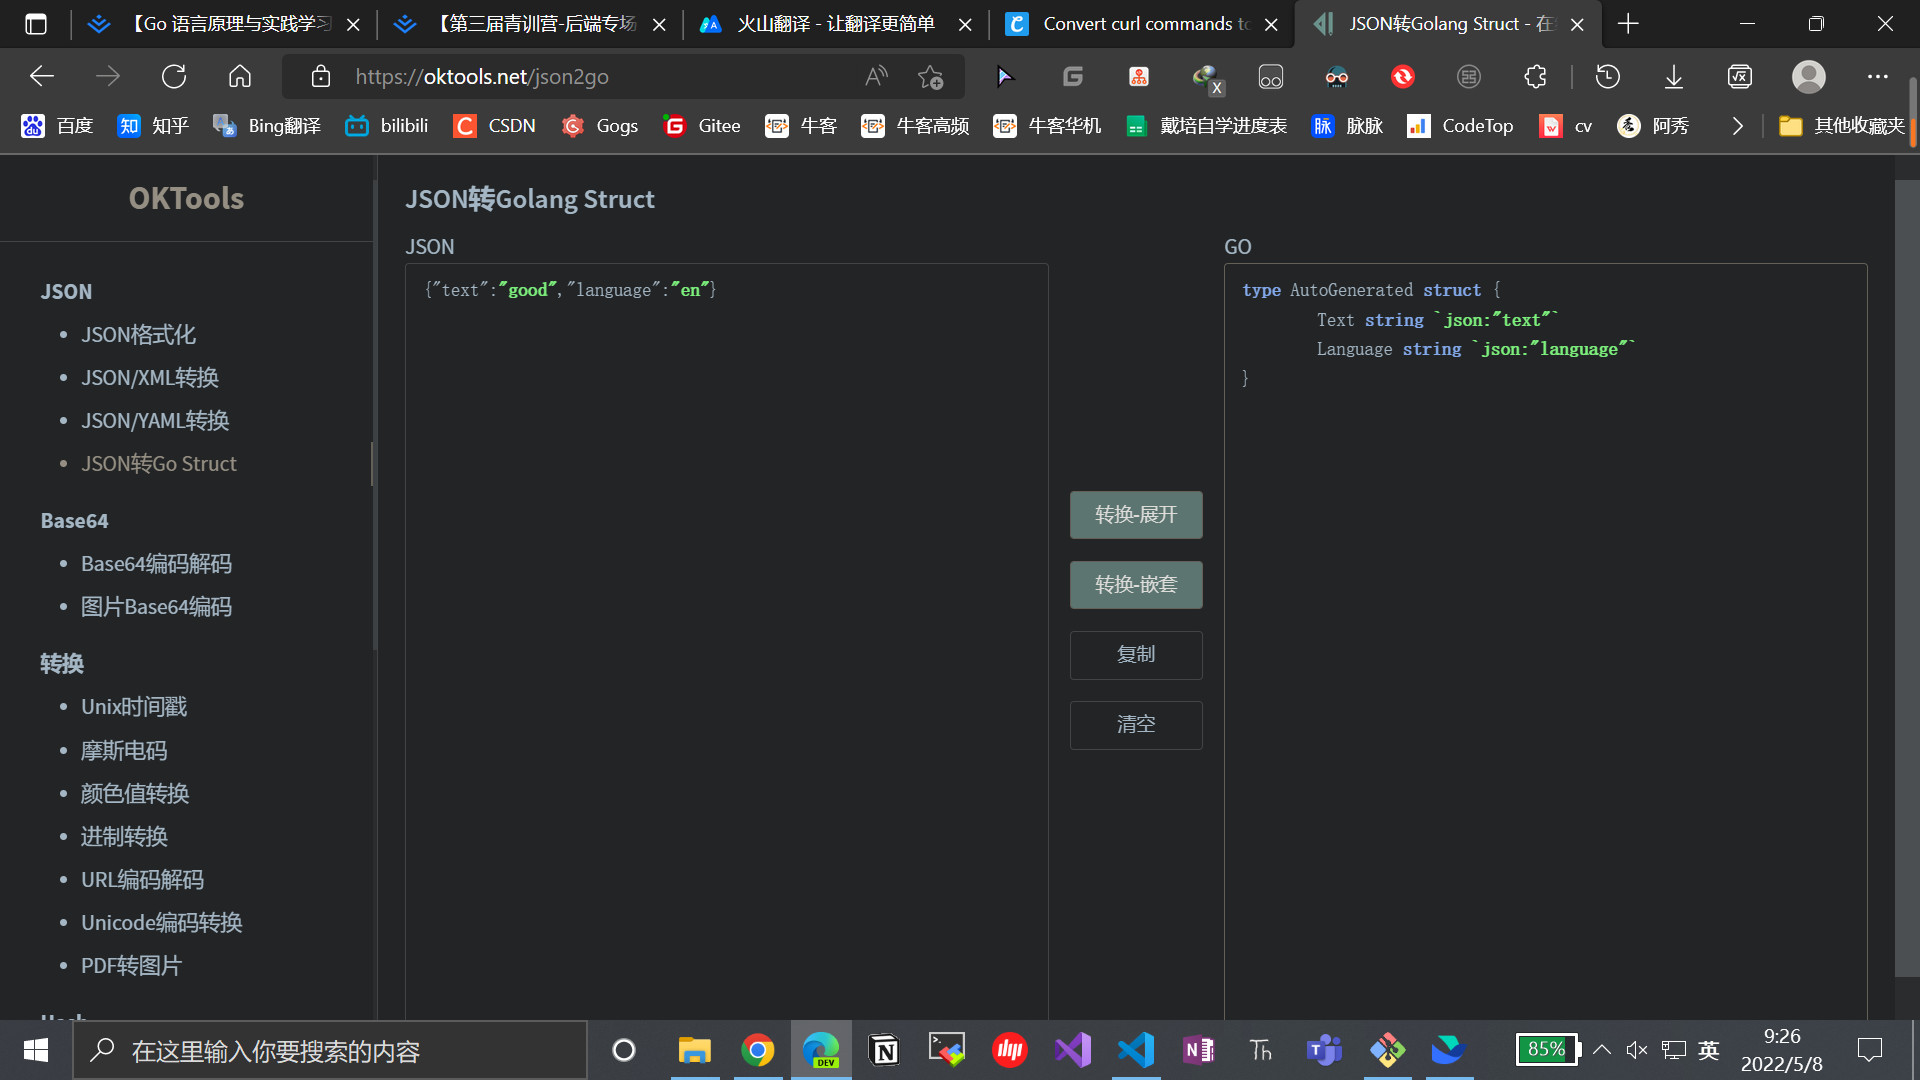 【Go 语言原理与实践学习
【第三届青训营-后端专场
火山翻译 - 让翻译更简单
Convert curl commands to
JSON转Golang Struct - 在
https://oktools.net/json2go
百度
知乎
Bing翻译
bilibili
CSDN
Gogs
Gitee
牛客
牛客高频
牛客华机
戴培自学进度表
脉脉
CodeTop
cv
阿秀
其他收藏夹
OKTools
JSON
JSON格式化
JSON/XML转换
JSON/YAML转换
JSON转Go Struct
Base64
Base64编码解码
图片Base64编码
转换
Unix时间戳
摩斯电码
颜色值转换
进制转换
URL编码解码
Unicode编码转换
PDF转图片
JSON转Golang Struct
JSON
{"text":"good","language":"en"}
转换-展开
转换-嵌套
复制
清空
GO
type AutoGenerated struct {
Text string `json:"text"`
Language string `json:"language"`
}
在这里输入你要搜索的内容
DEV
85%
英
9:26
2022/5/8